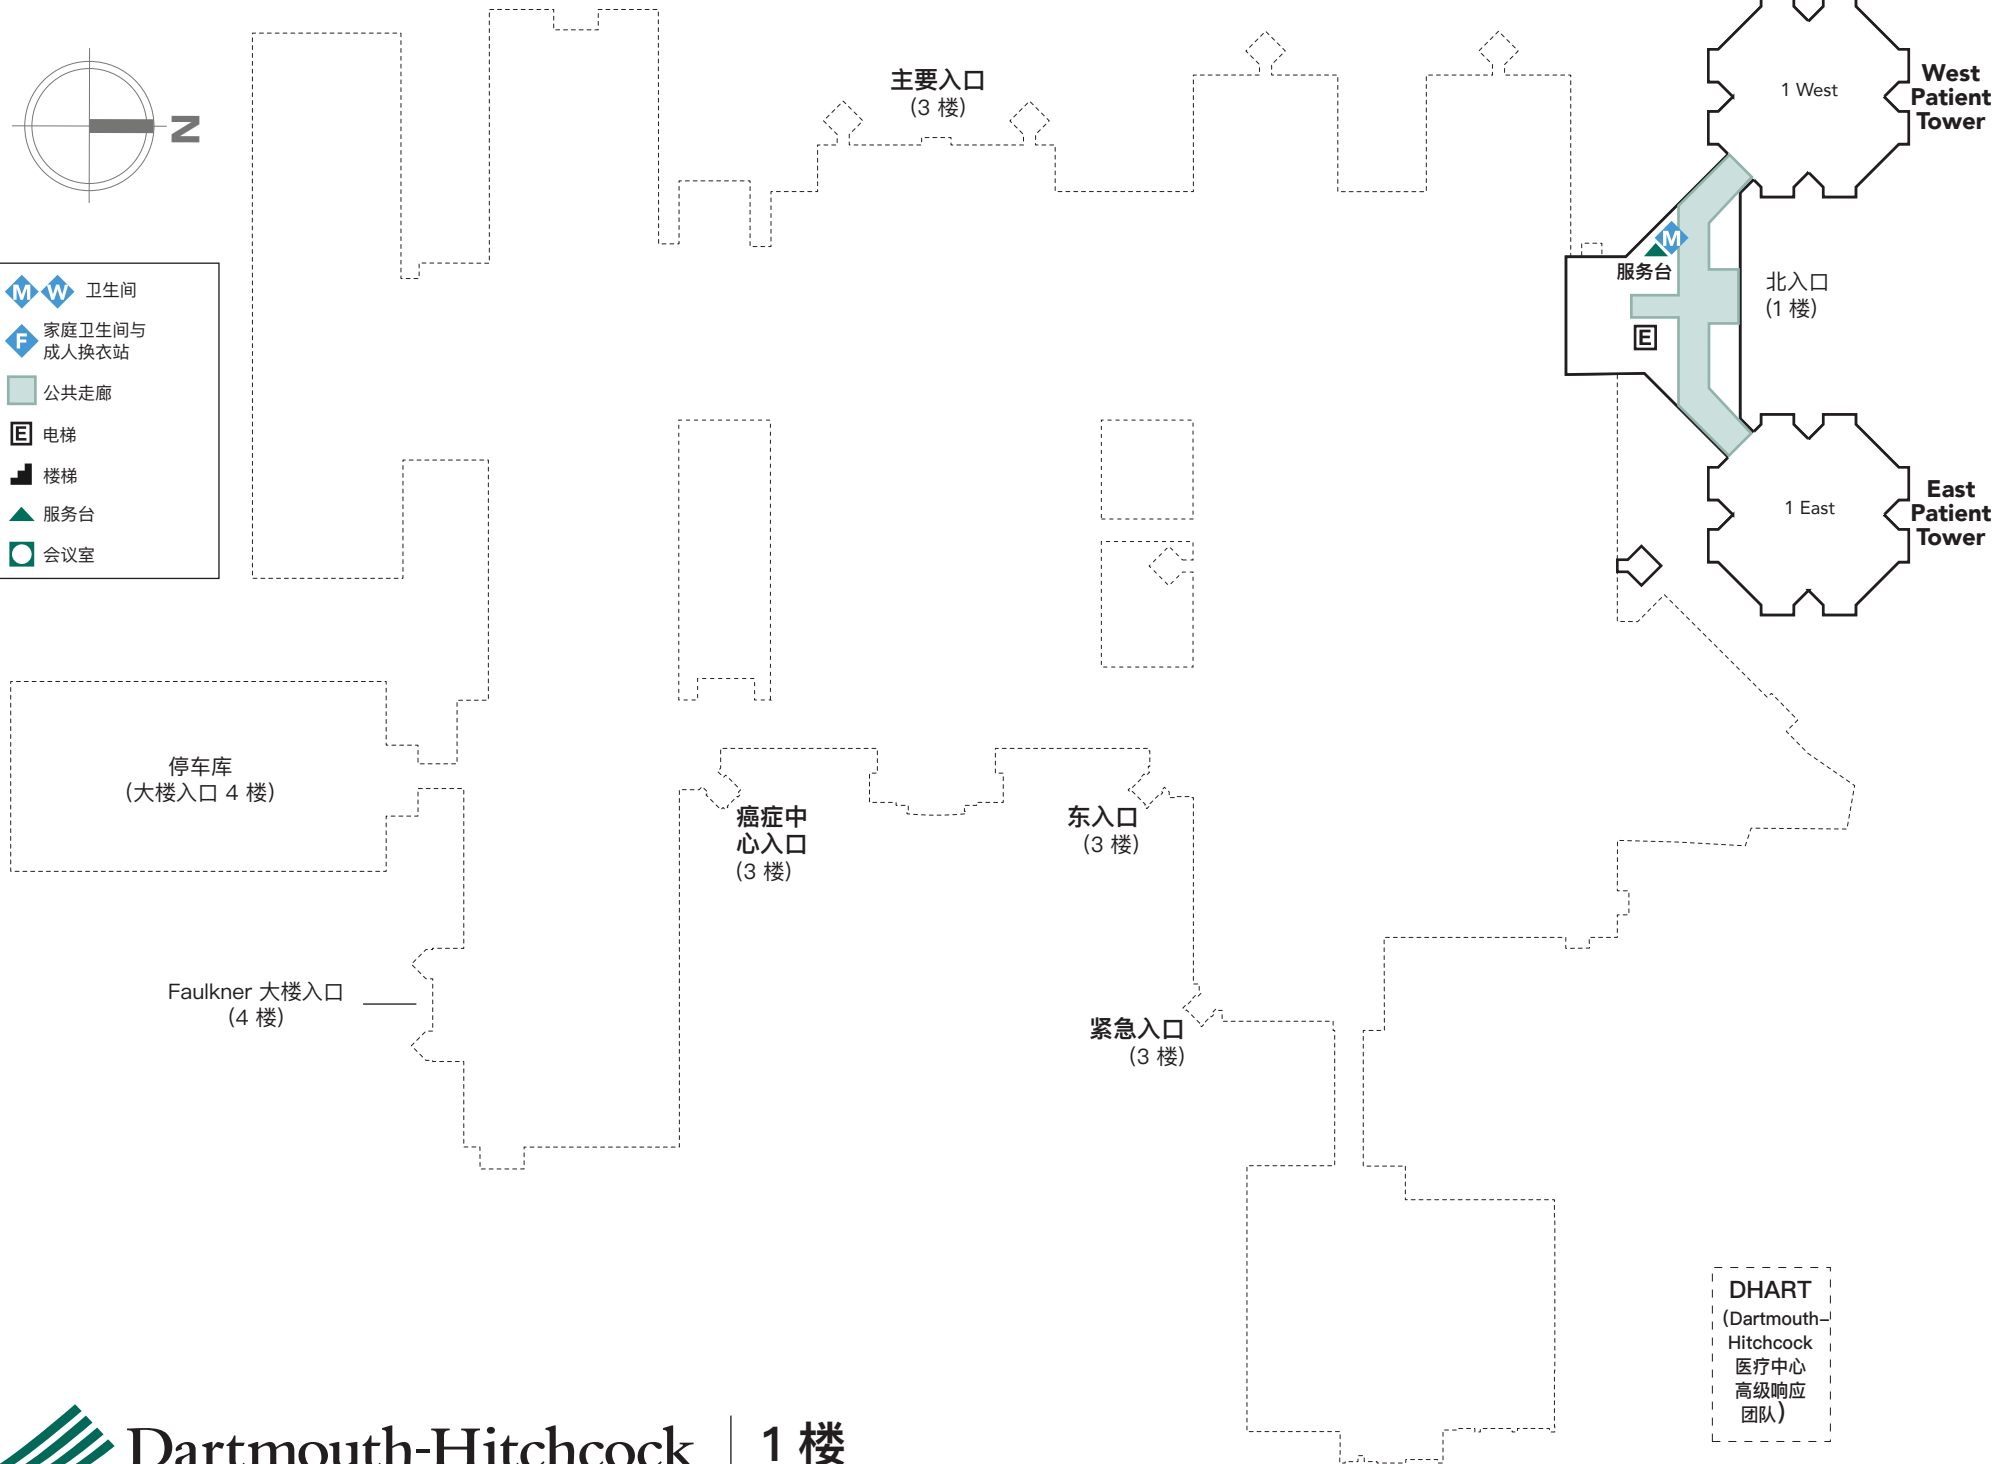 N
主要入口
(3 楼)
1 West
West
Patient
Tower
M W 卫生间
F 家庭卫生间与
成人换衣站
公共走廊
E 电梯
楼梯
服务台
会议室
M
服务台
E
北入口
(1 楼)
1 East
East
Patient
Tower
停车库
(大楼入口 4 楼)
癌症中
心入口
(3 楼)
东入口
(3 楼)
Faulkner 大楼入口
(4 楼)
紧急入口
(3 楼)
DHART
(Dartmouth–
Hitchcock
医疗中心
高级响应
团队)
Dartmouth-Hitchcock
1 楼